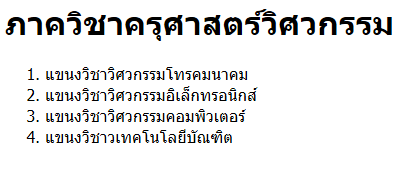 ภาควิชาครุศาสตร์วิศวกรรม
1. แขนงวิชาวิศวกรรมโทรคมนาคม
2. แขนงวิชาวิศวกรรมอิเล็กทรอนิกส์
3. แขนงวิชาวิศวกรรมคอมพิวเตอร์
4. แขนงวิชาวเทคโนโลยีบัณฑิต